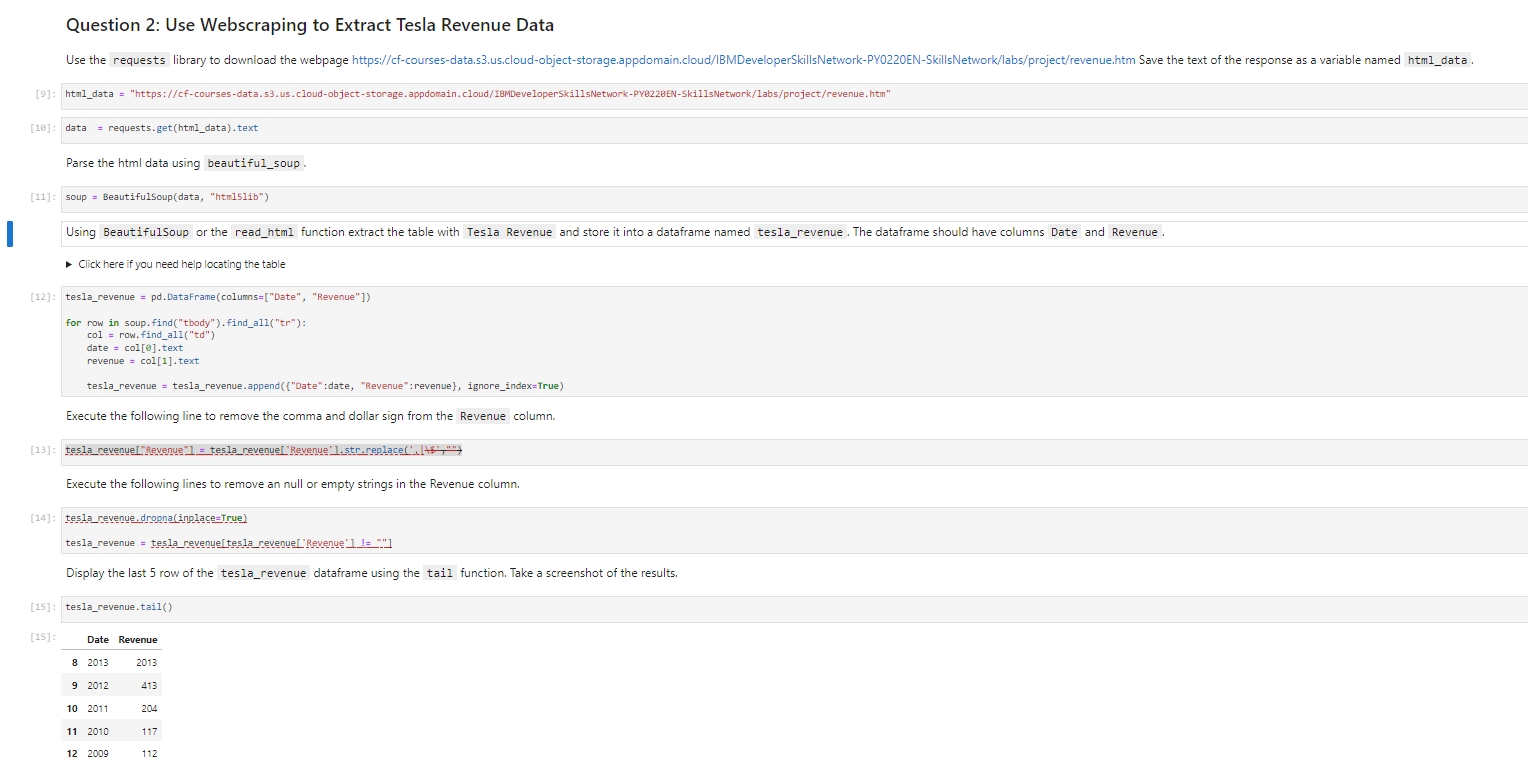 Question 2: Use Webscraping to Extract Tesla Revenue Data
Use the requests library to download the webpage https://cf-courses-data.s3.us.cloud-object-storage.appdomain.cloud/IBMDeveloperSkillsNetwork-PY0220EN-SkillsNetwork/labs/project/revenue.htm Save the text of the response as a variable named html_data.
[9]: html_data = "https://cf-courses-data.s3.us.cloud-object-storage.appdomain.cloud/IBMDeveloperSkillsNetwork-PY0220EN-SkillsNetwork/labs/project/revenue.htm"
[10]: data  = requests.get(html_data).text
Parse the html data using beautiful_soup.
[11]: soup = BeautifulSoup(data, "html5lib")
Using BeautifulSoup or the read_html function extract the table with Tesla Revenue and store it into a dataframe named tesla_revenue. The dataframe should have columns Date and Revenue.
▶ Click here if you need help locating the table
[12]: tesla_revenue = pd.DataFrame(columns=["Date", "Revenue"])
for row in soup.find("tbody").find_all("tr"):
    col = row.find_all("td")
    date = col[0].text
    revenue = col[1].text
    tesla_revenue = tesla_revenue.append({"Date":date, "Revenue":revenue}, ignore_index=True)
Execute the following line to remove the comma and dollar sign from the Revenue column.
[13]: tesla_revenue["Revenue"] = tesla_revenue['Revenue'].str.replace(',|\$',"")
Execute the following lines to remove an null or empty strings in the Revenue column.
[14]: tesla_revenue.dropna(inplace=True)
tesla_revenue = tesla_revenue[tesla_revenue['Revenue'] != ""]
Display the last 5 row of the tesla_revenue dataframe using the tail function. Take a screenshot of the results.
[15]: tesla_revenue.tail()
[15]: Date Revenue
8 2013 2013
9 2012 413
10 2011 204
11 2010 117
12 2009 112